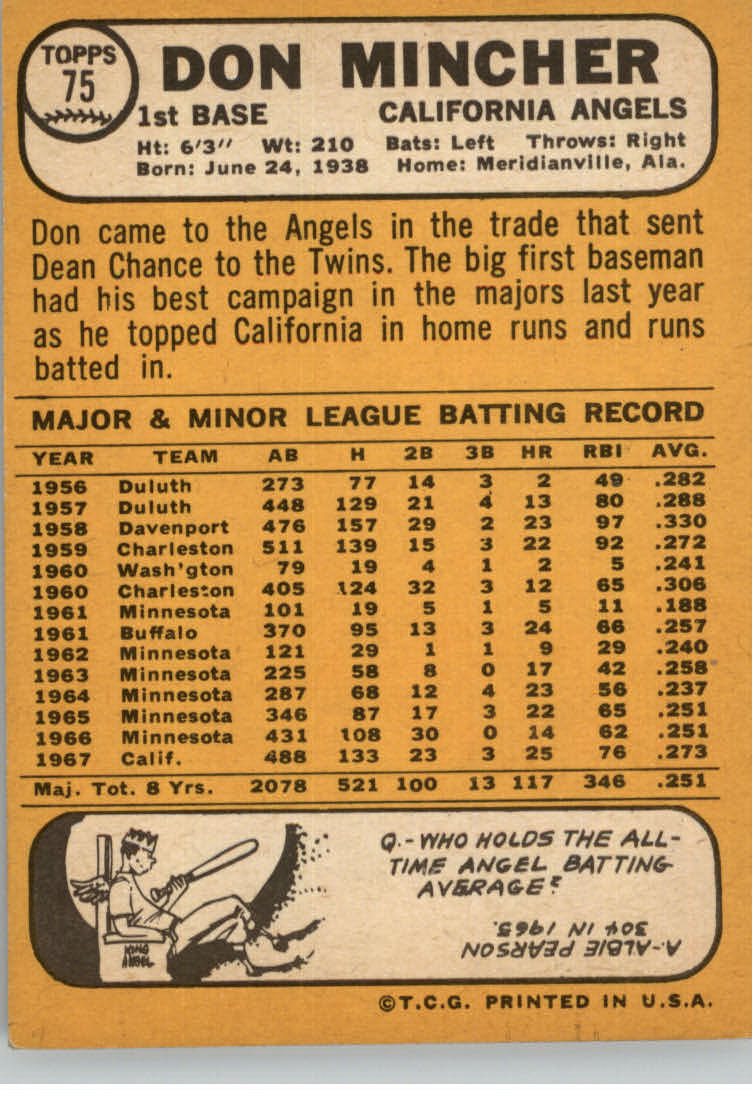 TOPPS
75
DON MINCHER
1st BASE CALIFORNIA ANGELS
Ht: 6'3" Wt: 210 Bats: Left Throws: Right
Born: June 24, 1938 Home: Meridianville, Ala.
Don came to the Angels in the trade that sent
Dean Chance to the Twins. The big first baseman
had his best campaign in the majors last year
as he topped California in home runs and runs
batted in.
MAJOR & MINOR LEAGUE BATTING RECORD
YEAR TEAM AB H 2B 3B HR RBI AVG.
1956 Duluth 273 77 14 3 2 49 .282
1957 Duluth 448 129 21 4 13 80 .288
1958 Davenport 476 157 29 2 23 97 .330
1959 Charleston 511 139 15 3 22 92 .272
1960 Wash'gton 79 19 4 1 2 5 .241
1960 Charleston 405 124 32 3 12 65 .306
1961 Minnesota 101 19 5 1 5 11 .188
1961 Buffalo 370 95 13 3 24 66 .257
1962 Minnesota 121 29 1 1 9 29 .240
1963 Minnesota 225 58 8 0 17 42 .258
1964 Minnesota 287 68 12 4 23 56 .237
1965 Minnesota 346 87 17 3 22 65 .251
1966 Minnesota 431 108 30 0 14 62 .251
1967 Calif. 488 133 23 3 25 76 .273
Maj. Tot. 8 Yrs. 2078 521 100 13 117 346 .251
Q.-WHO HOLDS THE ALL-
TIME ANGEL BATTING
AVERAGE?
A.-ALBIE PEARSON
.304 IN 1963.
KING
ANGEL
©T.C.G. PRINTED IN U.S.A.